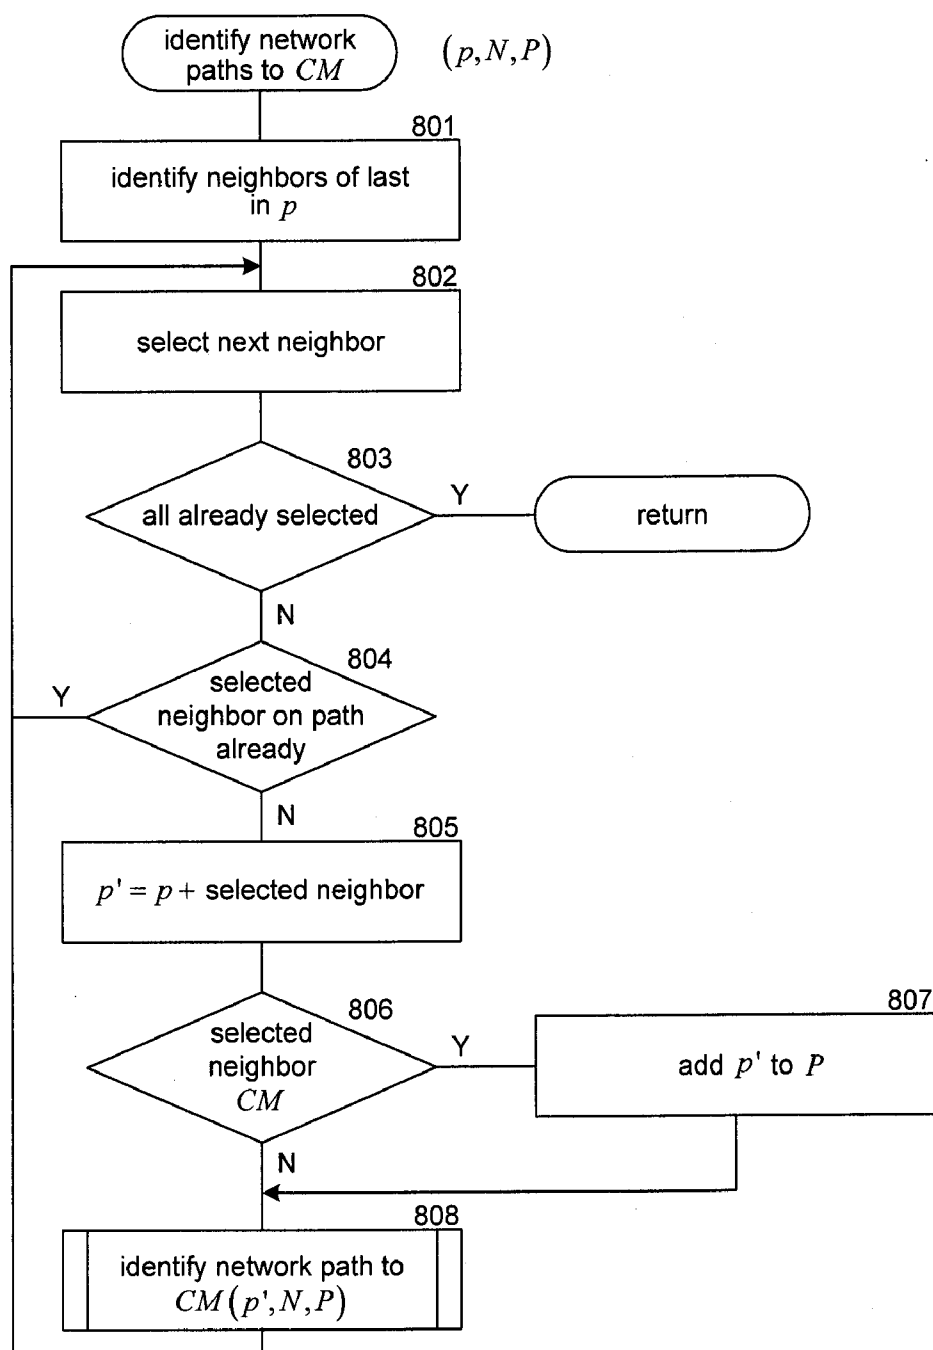 identify network
paths to CM
(p,N,P)
801
identify neighbors of last
in p
802
select next neighbor
803
all already selected
Y
return
N
804
selected
neighbor on path
already
Y
N
805
p' = p + selected neighbor
806
selected
neighbor
CM
Y
807
add p' to P
N
808
identify network path to
CM(p',N,P)